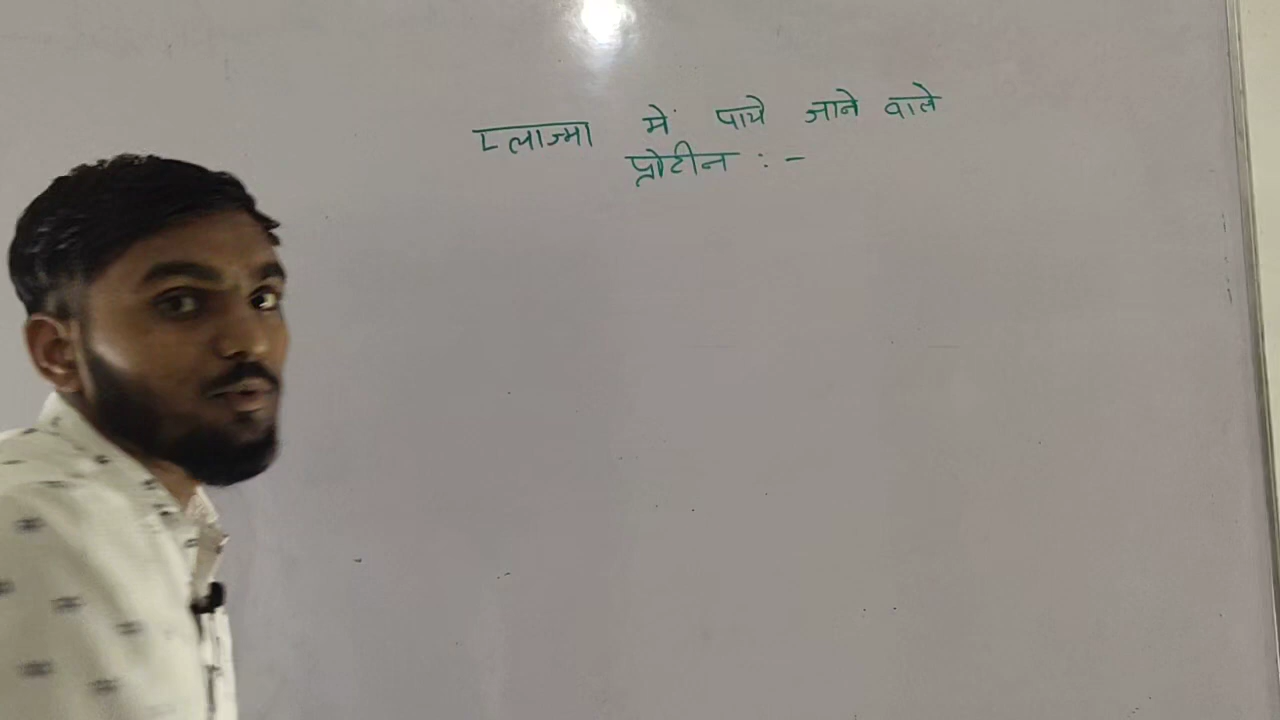 प्लाज्मा में पाये जाने वाले
प्रोटीन : -